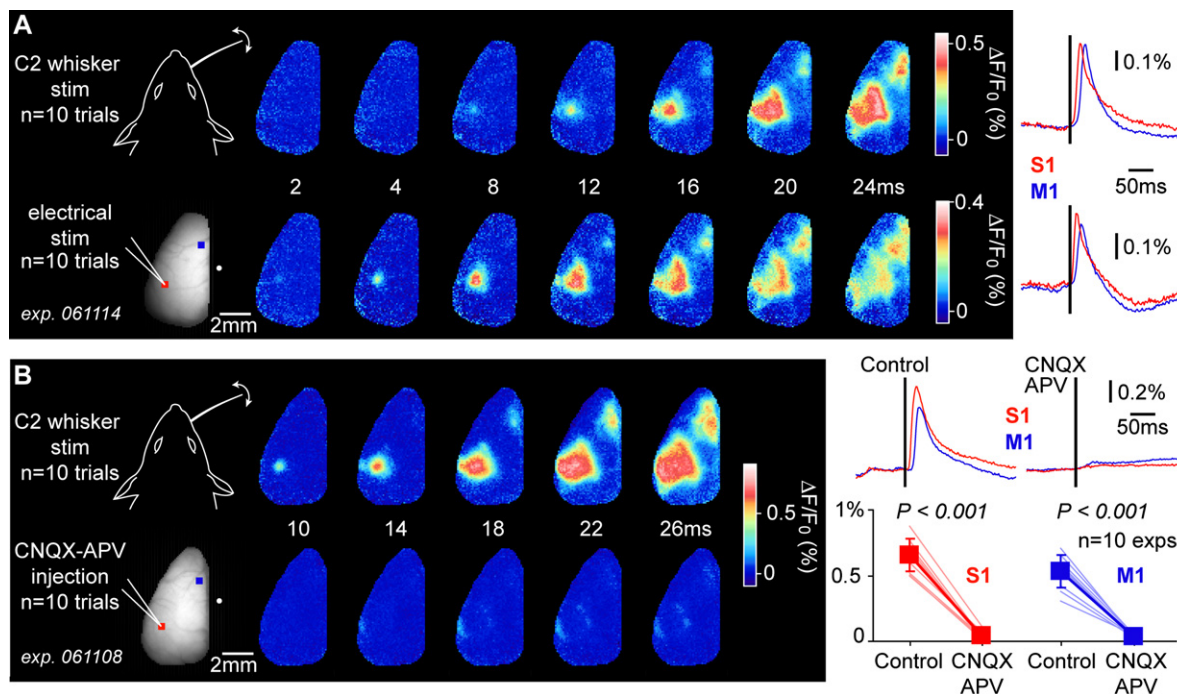 A
C2 whisker
stim
n=10 trials
0.55
0
ΔF/F0 (%)
0.1%
2 4 8 12 16 20 24ms
S1
M1
50ms
electrical
stim
n=10 trials
exp. 061114
2mm
0.4
0
ΔF/F0 (%)
0.1%
B
C2 whisker
stim
n=10 trials
10 14 18 22 26ms
0.5
0
ΔF/F0 (%)
CNQX-APV
injection
n=10 trials
exp. 061108
2mm
Control
CNQX
APV
0.2%
S1
M1
50ms
1%
0.5
0
P < 0.001
P < 0.001
n=10 exps
S1
M1
Control CNQX Control CNQX
APV APV